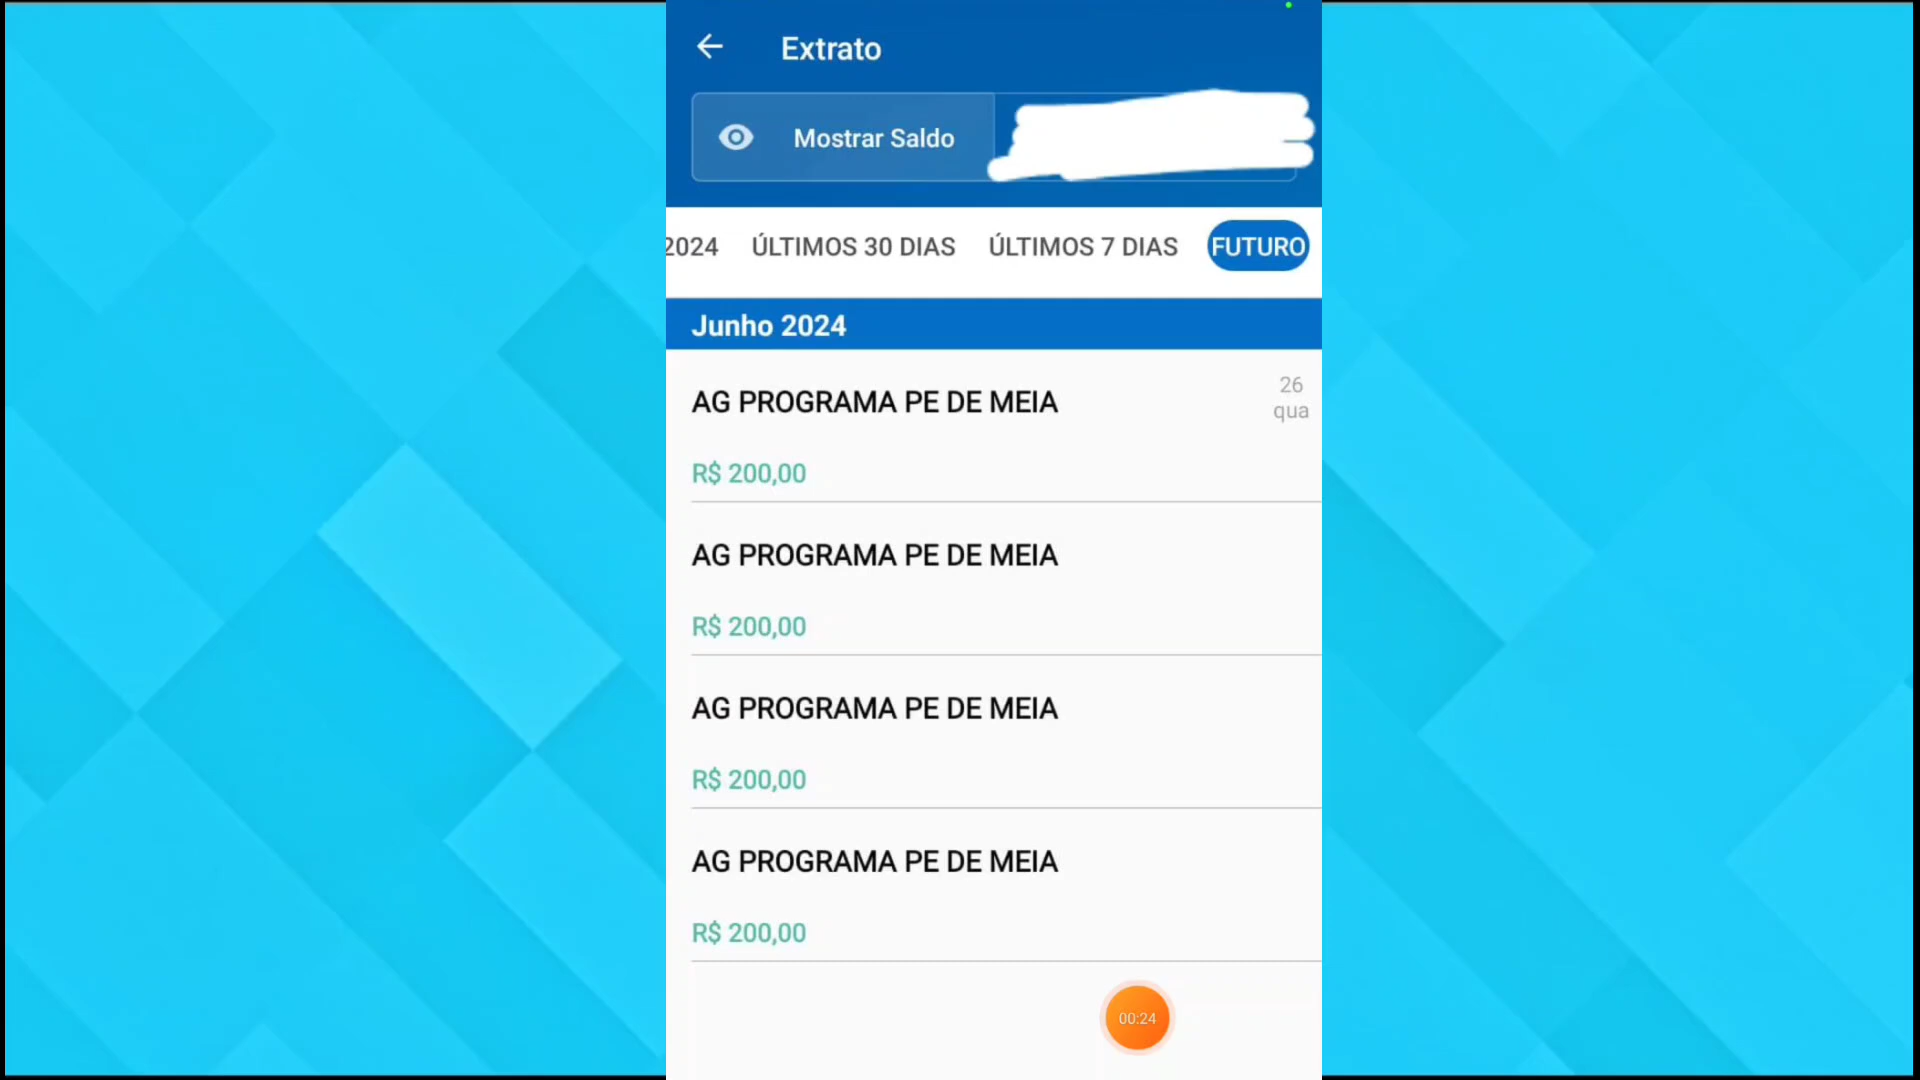 Extrato
Mostrar Saldo
2024 ÚLTIMOS 30 DIAS ÚLTIMOS 7 DIAS FUTURO
Junho 2024
AG PROGRAMA PE DE MEIA
26
qua
R$ 200,00
AG PROGRAMA PE DE MEIA
R$ 200,00
AG PROGRAMA PE DE MEIA
R$ 200,00
AG PROGRAMA PE DE MEIA
R$ 200,00
00:24